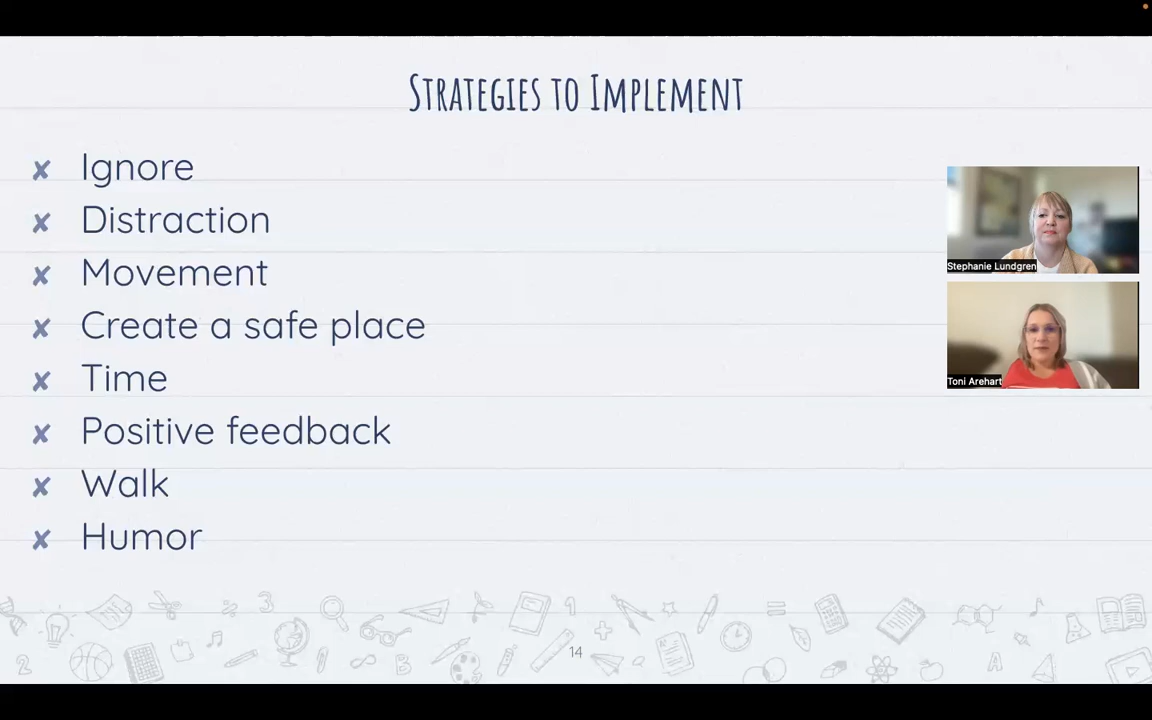 Strategies to Implement
✘ Ignore
✘ Distraction
✘ Movement
✘ Create a safe place
✘ Time
✘ Positive feedback
✘ Walk
✘ Humor
Stephanie Lundgren
Toni Arehart
14